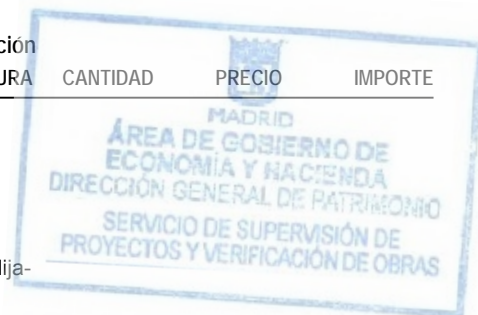 ción
URA CANTIDAD PRECIO IMPORTE
MADRID
ÁREA DE GOBIERNO DE
ECONOMÍA Y HACIENDA
DIRECCIÓN GENERAL DE PATRIMONIO
SERVICIO DE SUPERVISIÓN DE
PROYECTOS Y VERIFICACIÓN DE OBRAS
lija-